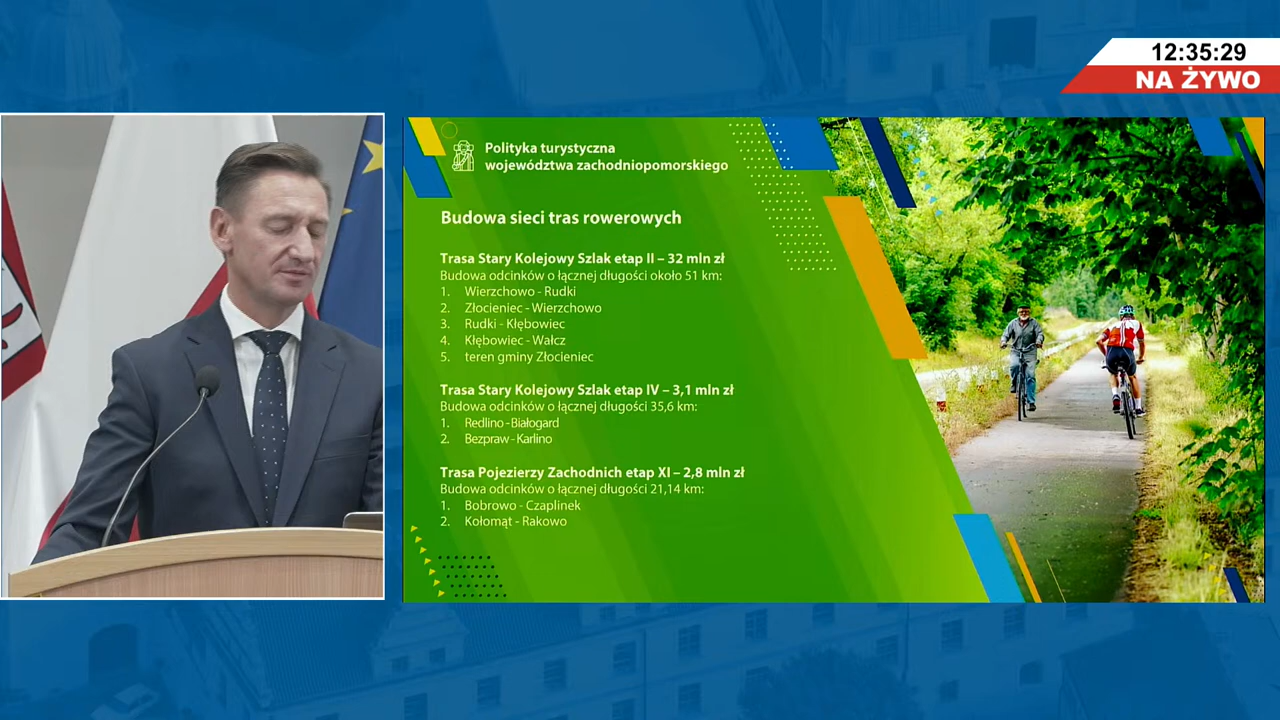 12:35:29
NA ŻYWO
Polityka turystyczna
województwa zachodniopomorskiego
Budowa sieci tras rowerowych
Trasa Stary Kolejowy Szlak etap II – 32 mln zł
Budowa odcinków o łącznej długości około 51 km:
1. Wierzchowo - Rudki
2. Złocieniec - Wierzchowo
3. Rudki - Kłębowiec
4. Kłębowiec - Wałcz
5. teren gminy Złocieniec
Trasa Stary Kolejowy Szlak etap IV – 3,1 mln zł
Budowa odcinków o łącznej długości 35,6 km:
1. Redlino - Białogard
2. Bezpraw - Karlino
Trasa Pojezierzy Zachodnich etap XI – 2,8 mln zł
Budowa odcinków o łącznej długości 21,14 km:
1. Bobrowo - Czaplinek
2. Kołomąt - Rakowo